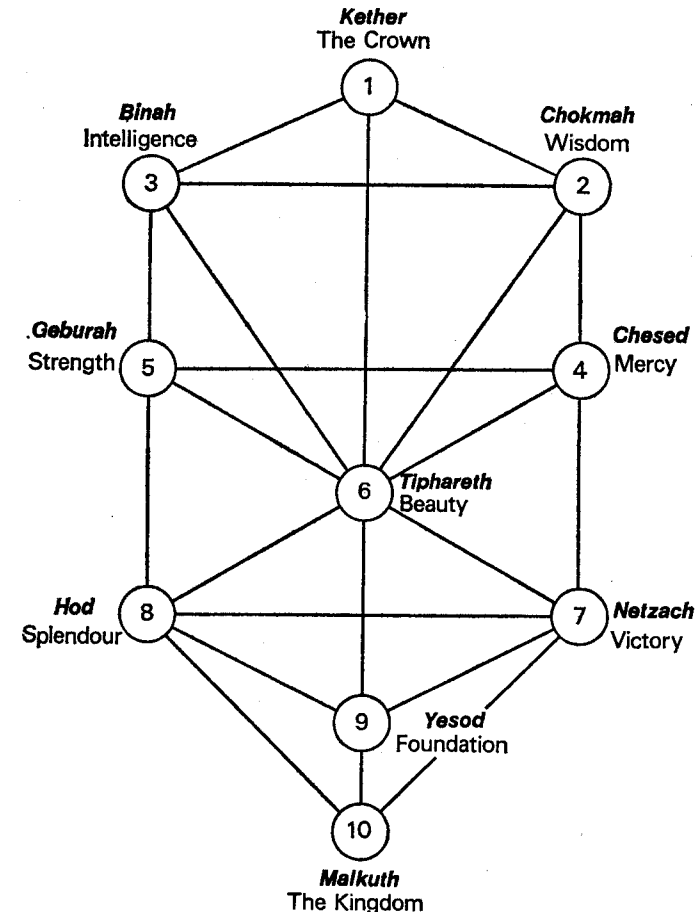 Kether
The Crown
1
Binah
Intelligence
Chokmah
Wisdom
3
2
Geburah
Strength
5
Chesed
Mercy
4
6
Tiphareth
Beauty
Hod
Splendour
8
7
Netzach
Victory
9
Yesod
Foundation
10
Malkuth
The Kingdom